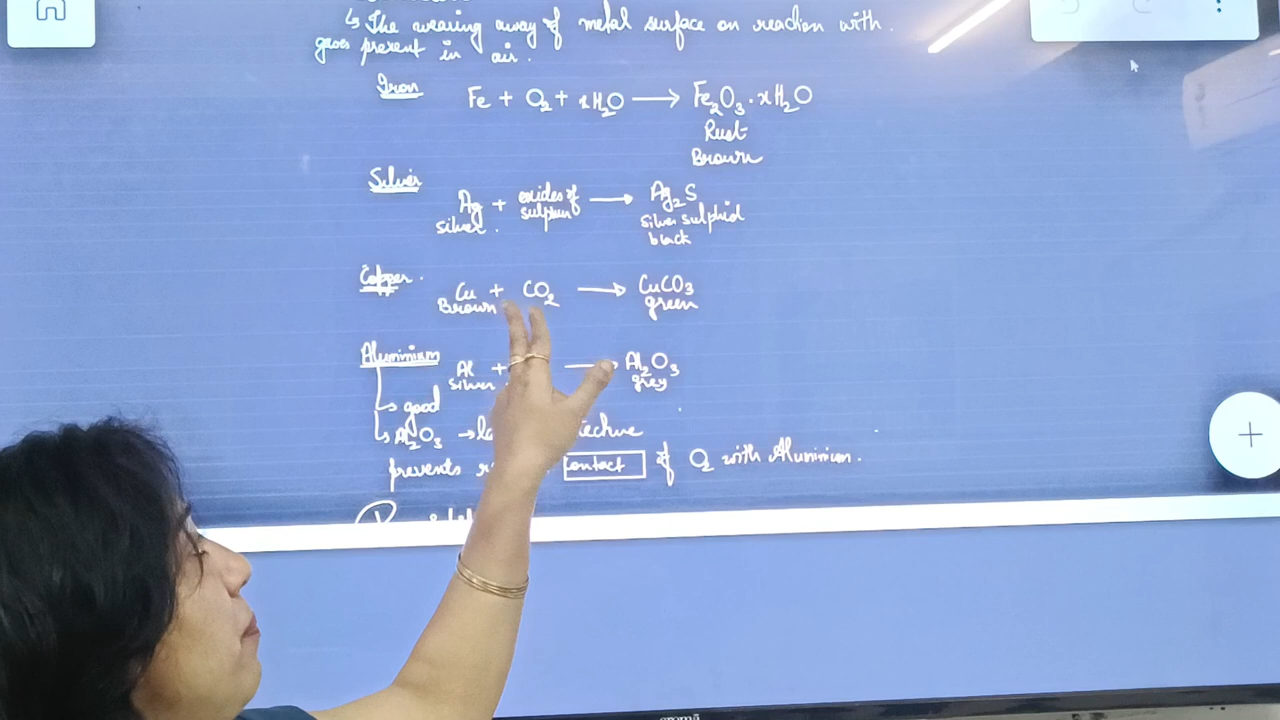 ↳ The wearing away of metal surface on reaction with
gases present in air.
Iron
Fe + O₂ + xH₂O → Fe₂O₃.xH₂O
Rust
Brown
Silver
Ag + oxides of sulphur → Ag₂S
silver. silver sulphid
black
Copper.
Cu + CO₂ → CuCO₃
Brown green
Aluminium
Al + → Al₂O₃
silver grey
↳ good
↳ Al₂O₃ →
prevents contact of O₂ with Aluminium.